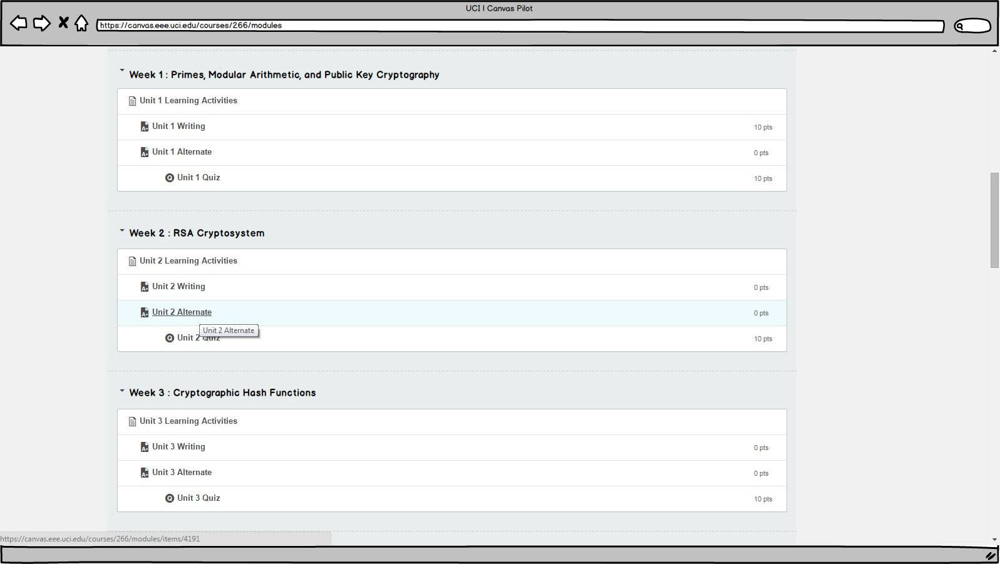 UCI | Canvas Pilot
https://canvas.eee.uci.edu/courses/266/modules
Week 1 : Primes, Modular Arithmetic, and Public Key Cryptography
Unit 1 Learning Activities
Unit 1 Writing 10 pts
Unit 1 Alternate 0 pts
Unit 1 Quiz 10 pts
Week 2 : RSA Cryptosystem
Unit 2 Learning Activities
Unit 2 Writing 0 pts
Unit 2 Alternate 0 pts
Unit 2 Alternate
Unit 2 Quiz 10 pts
Week 3 : Cryptographic Hash Functions
Unit 3 Learning Activities
Unit 3 Writing 0 pts
Unit 3 Alternate 0 pts
Unit 3 Quiz 10 pts
https://canvas.eee.uci.edu/courses/266/modules/items/4191